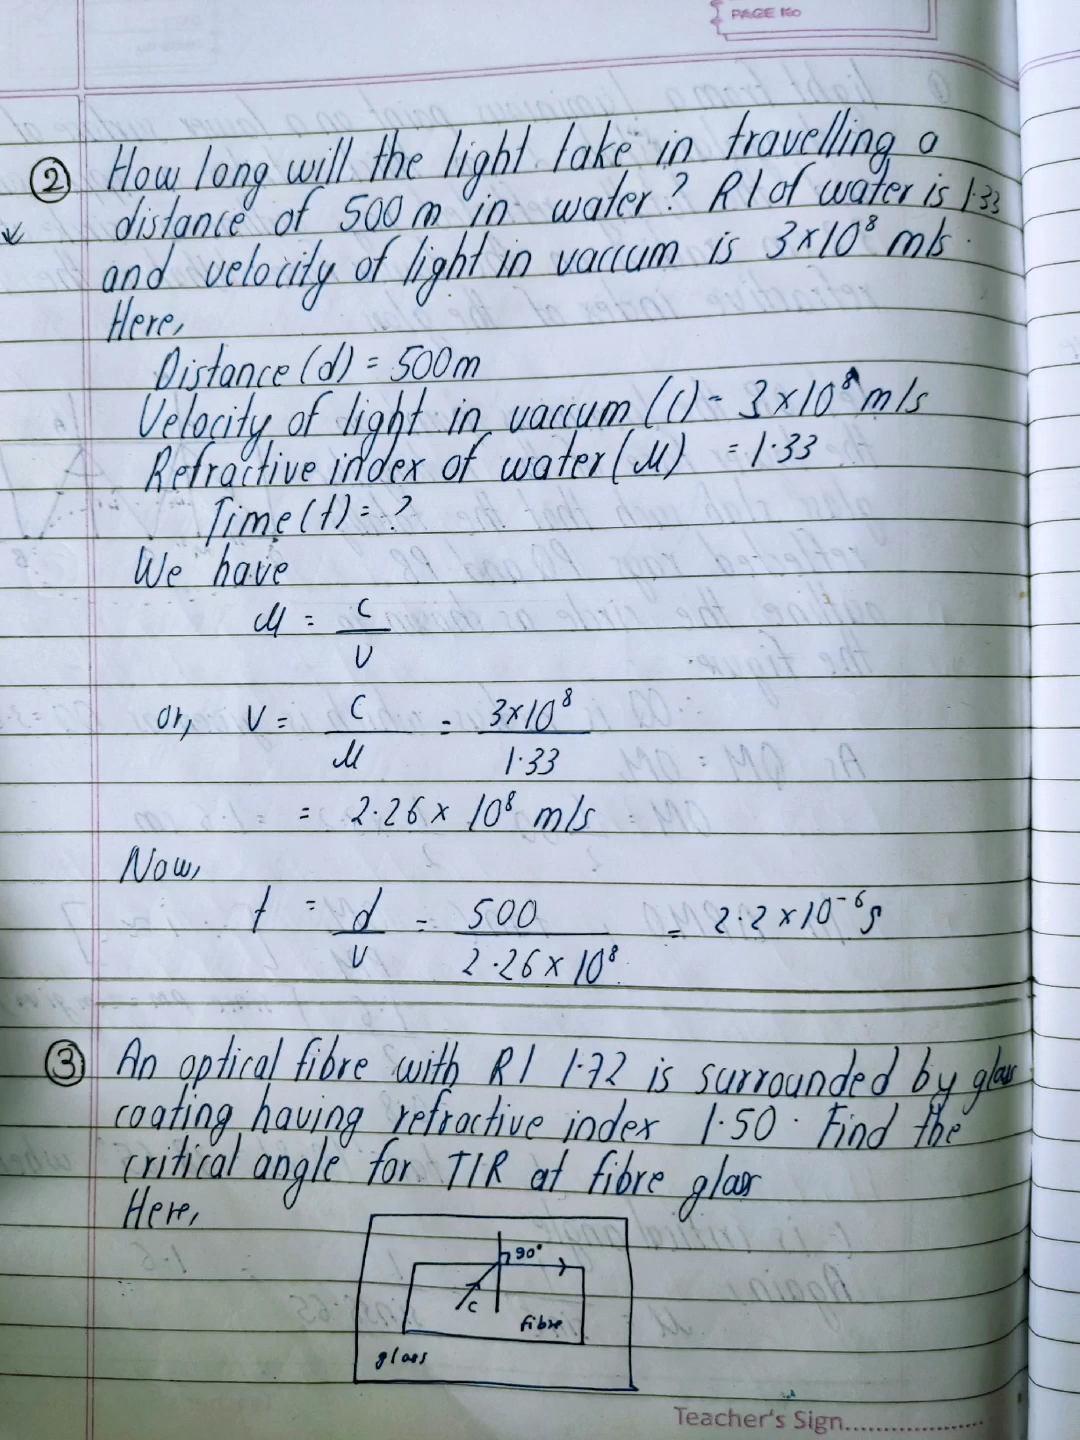 PAGE No
② How long will the light take in travelling a
distance of 500 m in water? RI of water is 1.33
and velocity of light in vaccum is 3×10⁸ m/s.
Here,
Distance (d) = 500m
Velocity of light in vaccum (c) = 3×10⁸ m/s
Refractive index of water (μ) = 1.33
Time (t) = ?
We have
μ = c/v
or, v = c/μ = 3×10⁸/1.33
= 2.26 × 10⁸ m/s
Now,
t = d/v = 500/2.26×10⁸ = 2.2×10⁻⁶s
③ An optical fibre with RI 1.72 is surrounded by glass
coating having refractive index 1.50. Find the
critical angle for TIR at fibre glass
Here,
90°
c
fibre
glass
Teacher's Sign....................